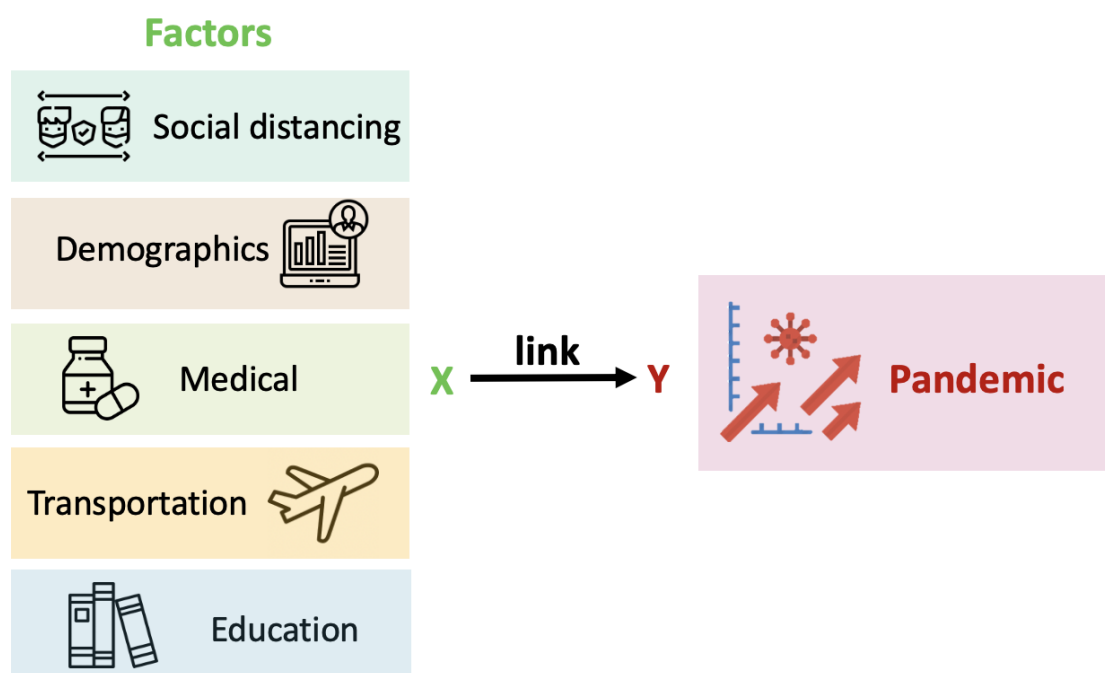 Factors
Social distancing
Demographics
Medical
Transportation
Education
X
link
Y
Pandemic